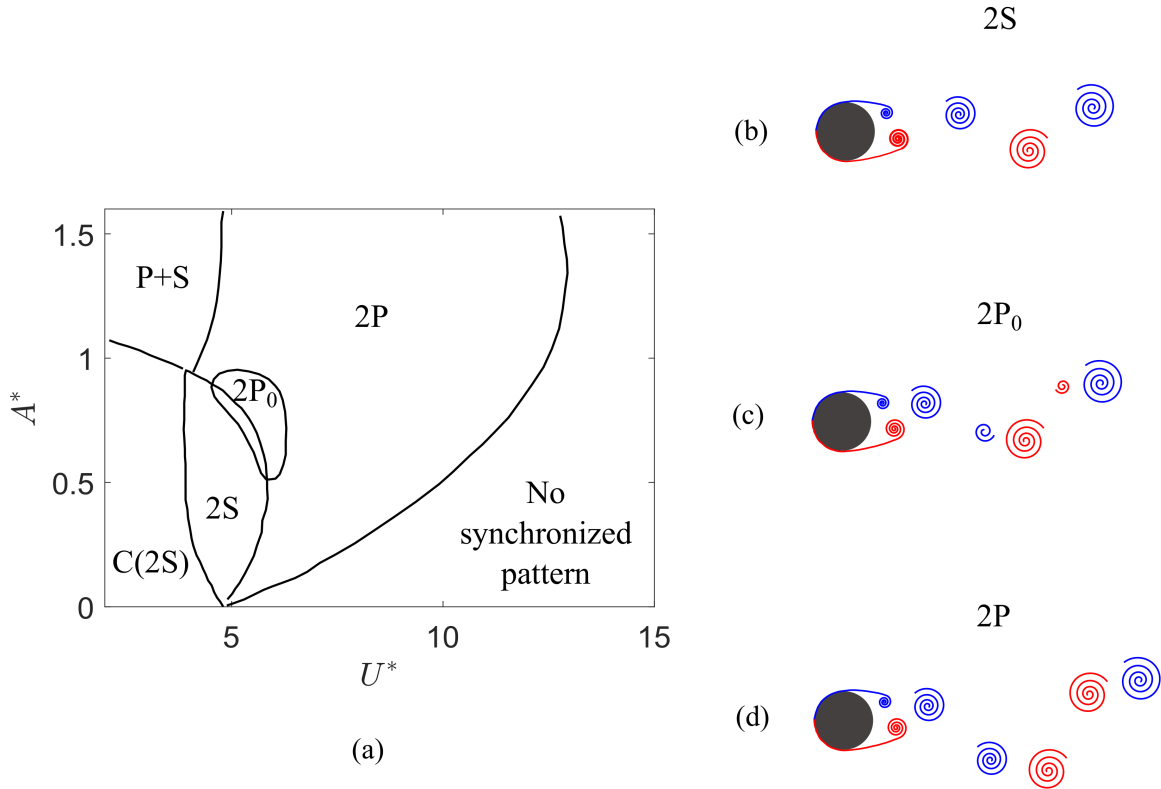 2S
(b)
1.5
P+S
2P
2P₀
(c)
1
2P₀
A*
0.5
2S
No
synchronized
pattern
C(2S)
0
5
10
15
U*
2P
(d)
(a)